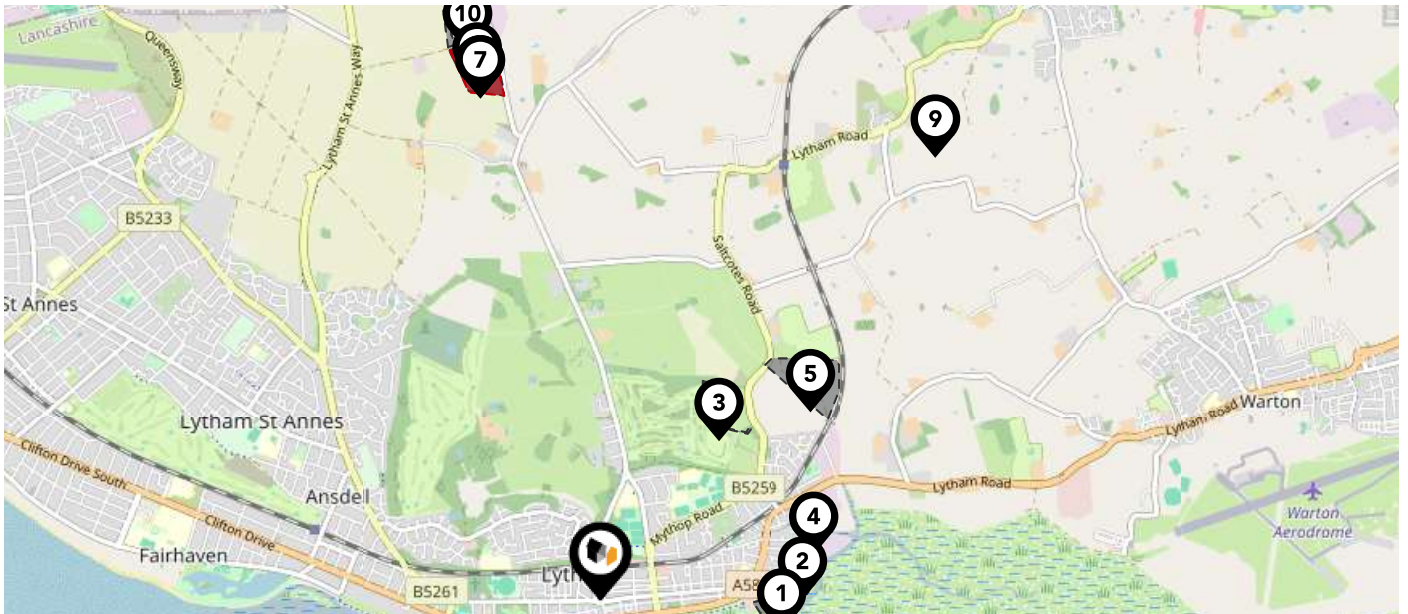 Lancashire
Queensway
Lytham St Annes Way
10
7
9
Lytham Road
B5233
Saltcotes Road
St Annes
5
3
Lytham St Annes
Warton
Lytham Road
Clifton Drive South
B5259
Lytham Road
Ansdell
Mythop Road
4
Warton
Aerodrome
Clifton Drive
Fairhaven
2
Lyth
B5261
A58
1